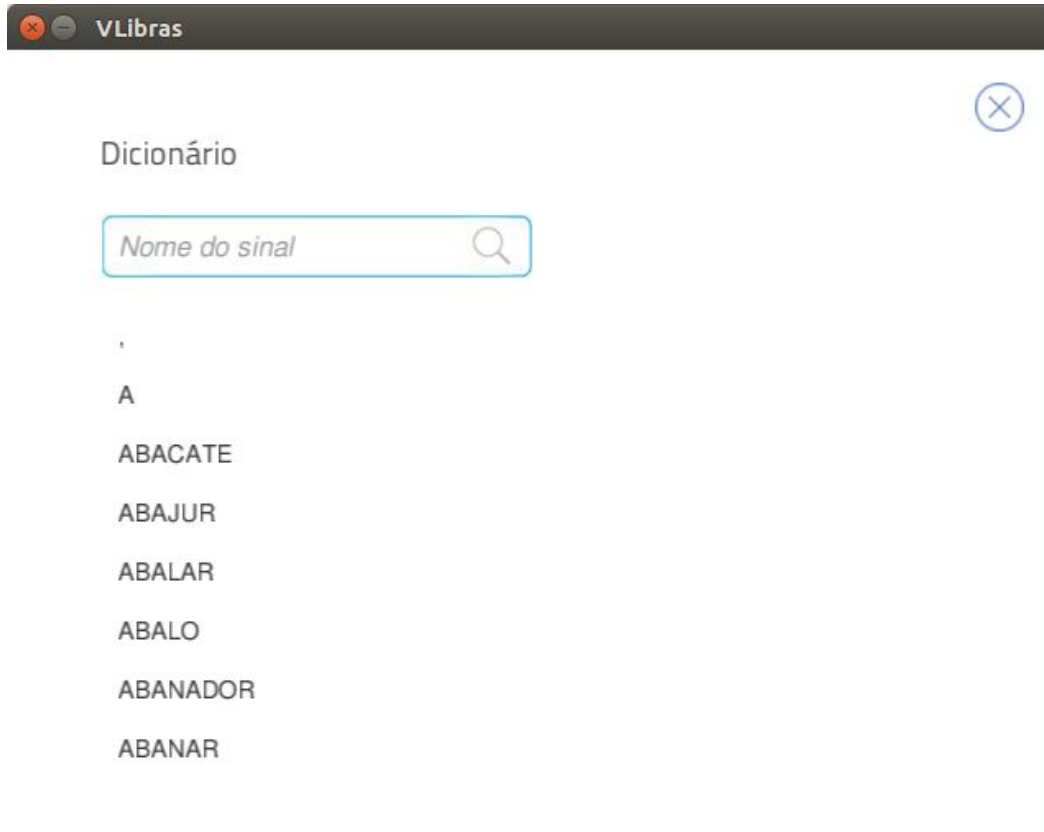 VLibras
Dicionário
Nome do sinal
,
A
ABACATE
ABAJUR
ABALAR
ABALO
ABANADOR
ABANAR